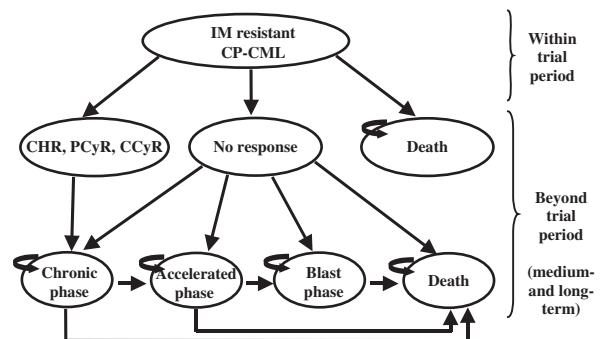 IM resistant
CP-CML
Within
trial
period
CHR, PCyR, CCyR
No response
Death
Beyond
trial
period
(medium-
and long-
term)
Chronic
phase
Accelerated
phase
Blast
phase
Death